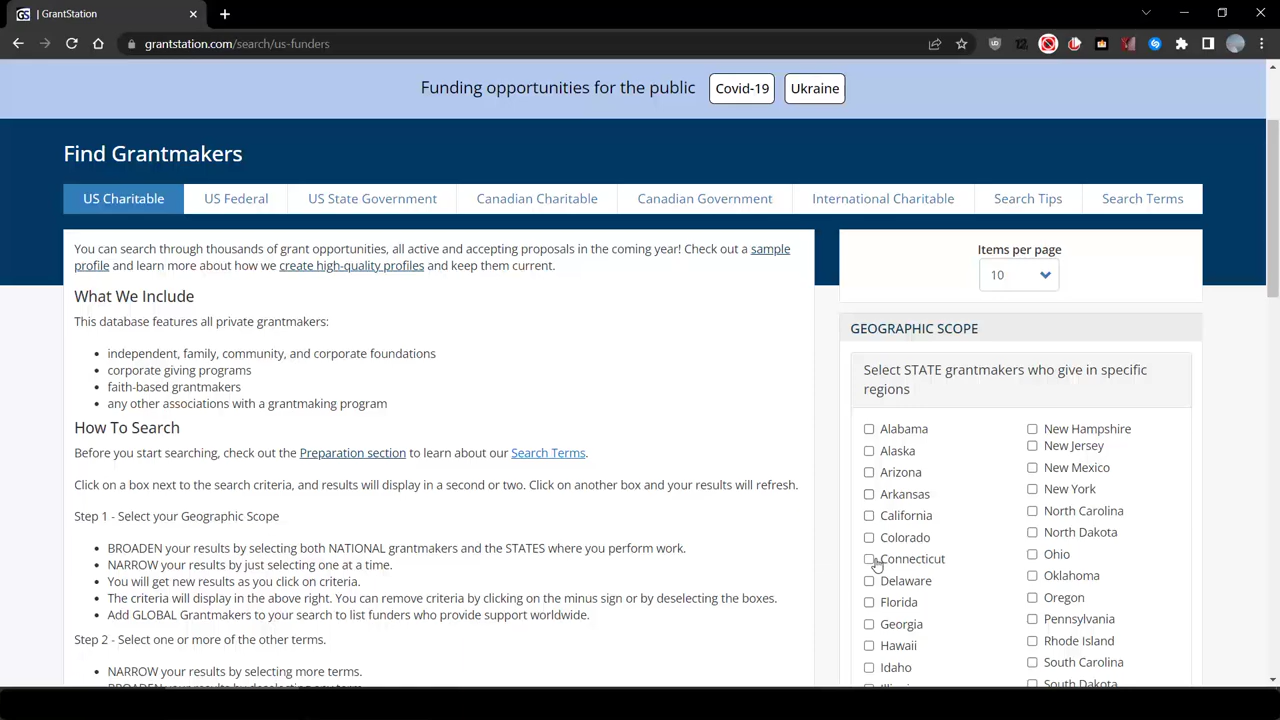 | GrantStation
grantstation.com/search/us-funders
Funding opportunities for the public
Covid-19
Ukraine
Find Grantmakers
US Charitable
US Federal
US State Government
Canadian Charitable
Canadian Government
International Charitable
Search Tips
Search Terms
You can search through thousands of grant opportunities, all active and accepting proposals in the coming year! Check out a sample
profile and learn more about how we create high-quality profiles and keep them current.
What We Include
This database features all private grantmakers:
• independent, family, community, and corporate foundations
• corporate giving programs
• faith-based grantmakers
• any other associations with a grantmaking program
How To Search
Before you start searching, check out the Preparation section to learn about our Search Terms.
Click on a box next to the search criteria, and results will display in a second or two. Click on another box and your results will refresh.
Step 1 - Select your Geographic Scope
• BROADEN your results by selecting both NATIONAL grantmakers and the STATES where you perform work.
• NARROW your results by just selecting one at a time.
• You will get new results as you click on criteria.
• The criteria will display in the above right. You can remove criteria by clicking on the minus sign or by deselecting the boxes.
• Add GLOBAL Grantmakers to your search to list funders who provide support worldwide.
Step 2 - Select one or more of the other terms.
• NARROW your results by selecting more terms.
Items per page
10
GEOGRAPHIC SCOPE
Select STATE grantmakers who give in specific
regions
Alabama
Alaska
Arizona
Arkansas
California
Colorado
Connecticut
Delaware
Florida
Georgia
Hawaii
Idaho
New Hampshire
New Jersey
New Mexico
New York
North Carolina
North Dakota
Ohio
Oklahoma
Oregon
Pennsylvania
Rhode Island
South Carolina
South Dakota